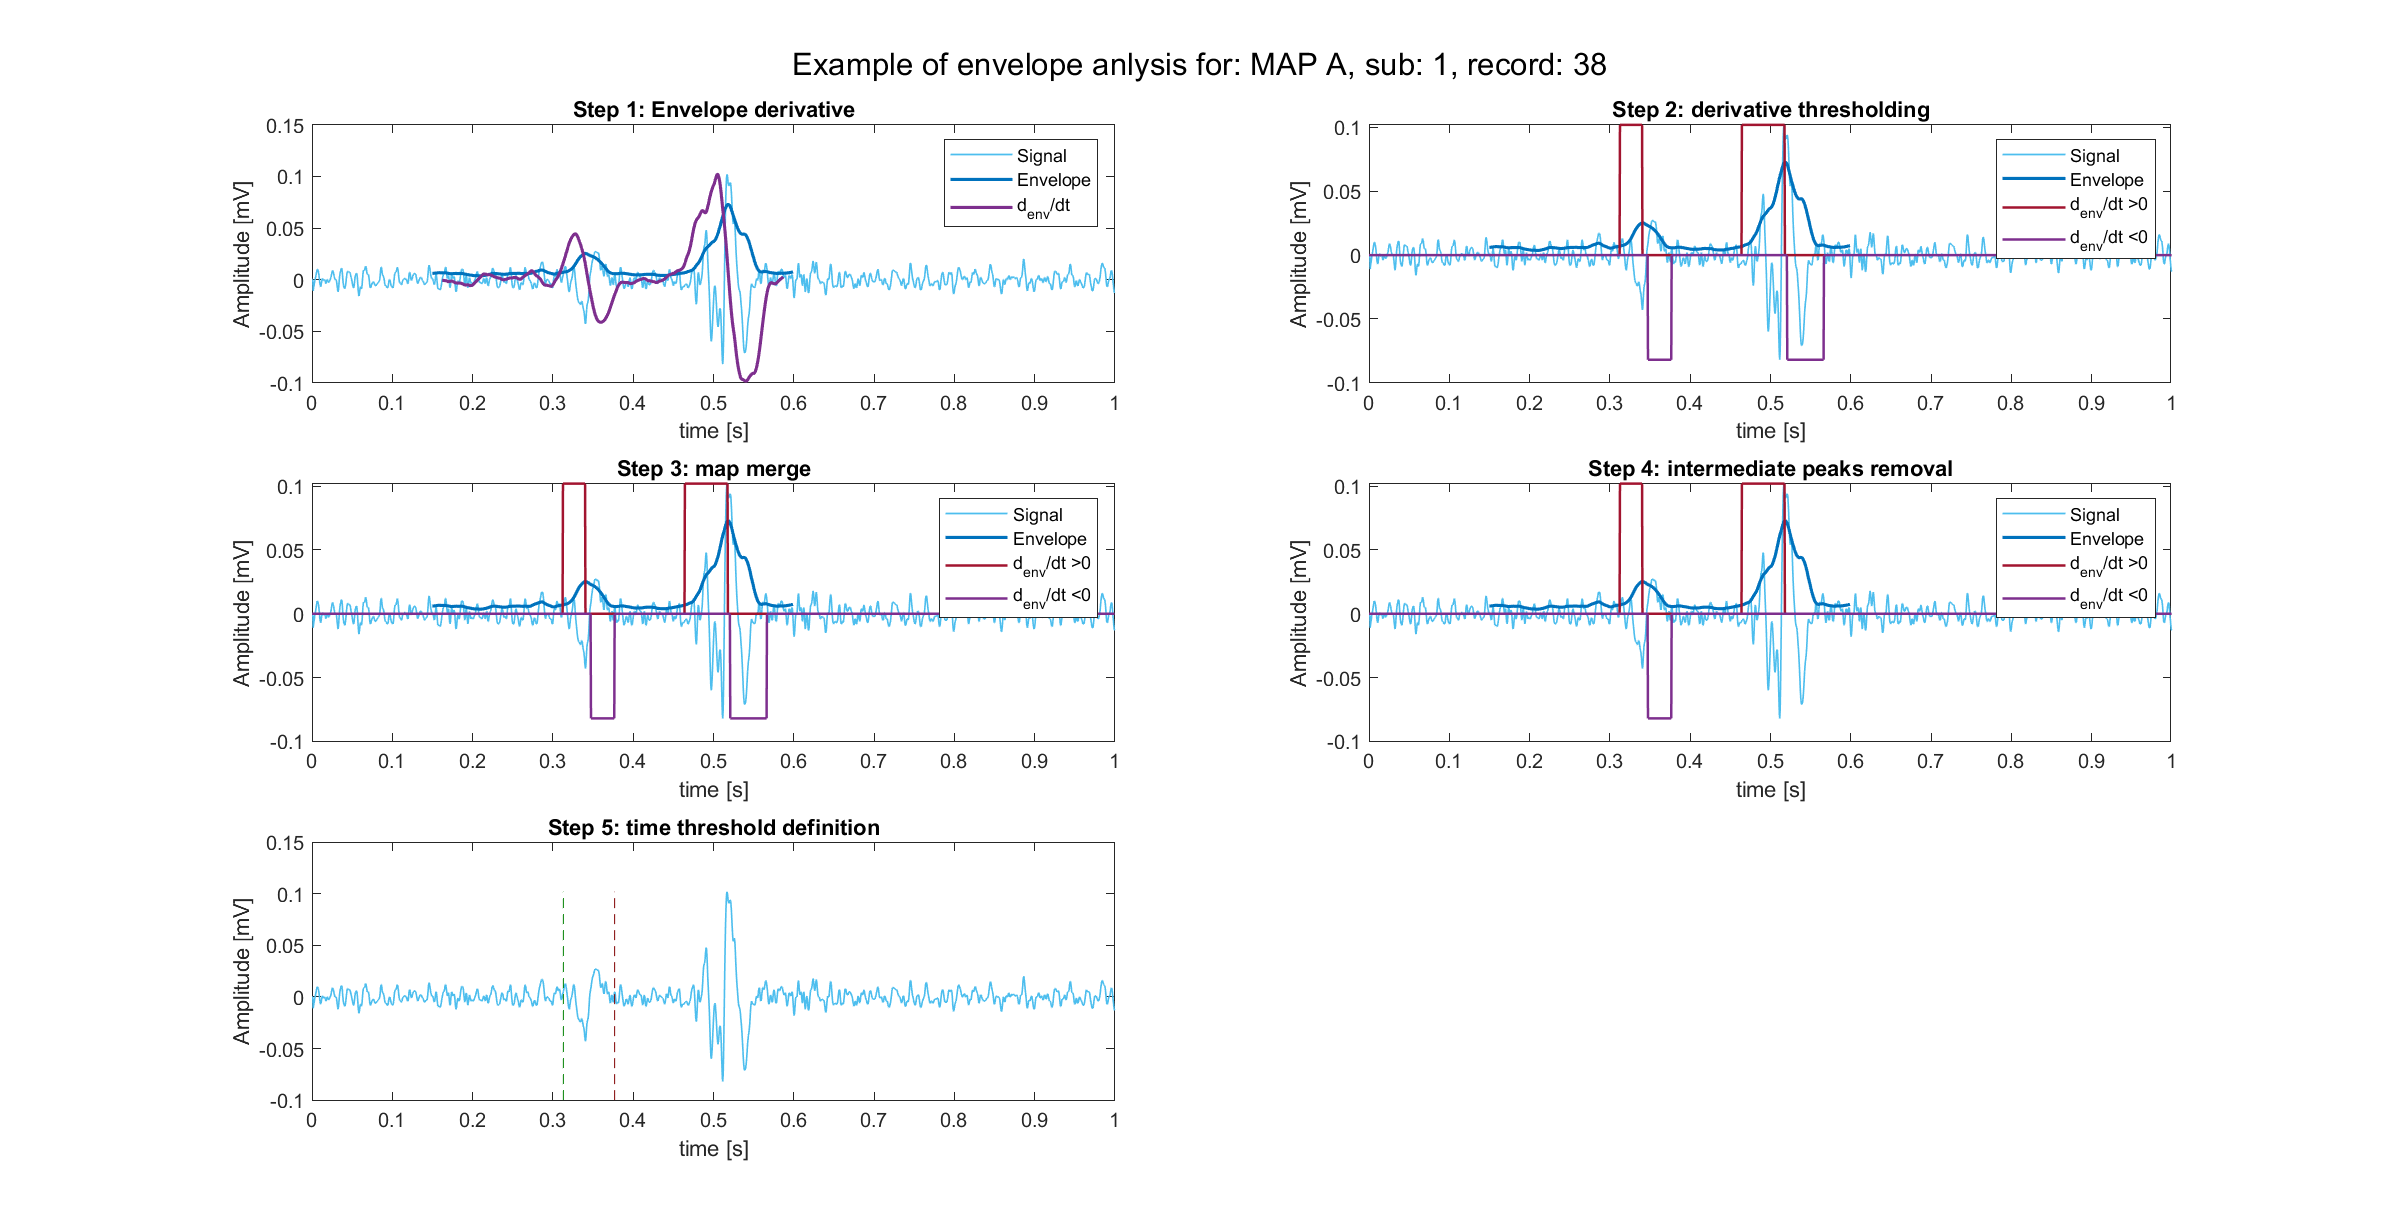 Example of envelope anlysis for: MAP A, sub: 1, record: 38
Step 1: Envelope derivative
0.15
0.1
0.05
0
-0.05
-0.1
Amplitude [mV]
Signal
Envelope
d_env/dt
0 0.1 0.2 0.3 0.4 0.5 0.6 0.7 0.8 0.9 1
time [s]
Step 2: derivative thresholding
0.1
0.05
0
-0.05
-0.1
Amplitude [mV]
Signal
Envelope
d_env/dt >0
d_env/dt <0
0 0.1 0.2 0.3 0.4 0.5 0.6 0.7 0.8 0.9 1
time [s]
Step 3: map merge
0.1
0.05
0
-0.05
-0.1
Amplitude [mV]
Signal
Envelope
d_env/dt >0
d_env/dt <0
0 0.1 0.2 0.3 0.4 0.5 0.6 0.7 0.8 0.9 1
time [s]
Step 4: intermediate peaks removal
0.1
0.05
0
-0.05
-0.1
Amplitude [mV]
Signal
Envelope
d_env/dt >0
d_env/dt <0
0 0.1 0.2 0.3 0.4 0.5 0.6 0.7 0.8 0.9 1
time [s]
Step 5: time threshold definition
0.15
0.1
0.05
0
-0.05
-0.1
Amplitude [mV]
0 0.1 0.2 0.3 0.4 0.5 0.6 0.7 0.8 0.9 1
time [s]